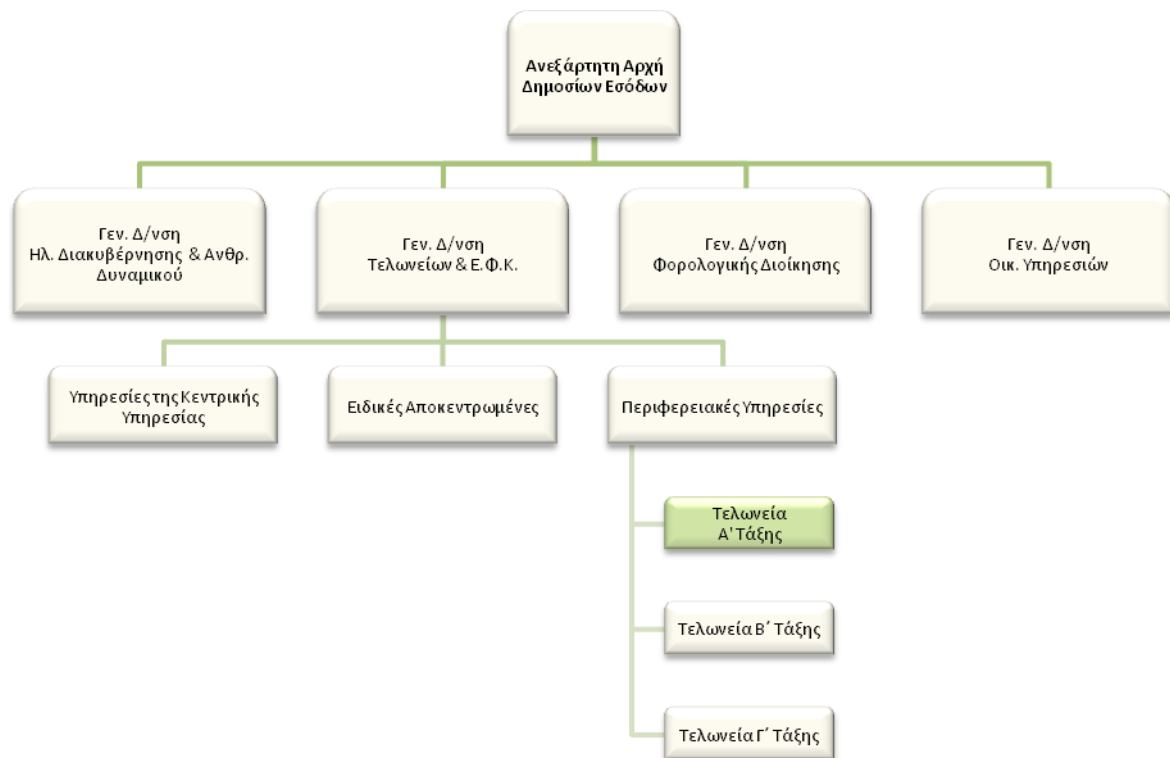 Ανεξάρτητη Αρχή
Δημοσίων Εσόδων
Γεν. Δ/νση
Ηλ. Διακυβέρνησης & Ανθρ.
Δυναμικού
Γεν. Δ/νση
Τελωνείων & Ε.Φ.Κ.
Γεν. Δ/νση
Φορολογικής Διοίκησης
Γεν. Δ/νση
Οικ. Υπηρεσιών
Υπηρεσίες της Κεντρικής
Υπηρεσίας
Ειδικές Αποκεντρωμένες
Περιφερειακές Υπηρεσίες
Τελωνεία
Α' Τάξης
Τελωνεία Β΄ Τάξης
Τελωνεία Γ΄ Τάξης